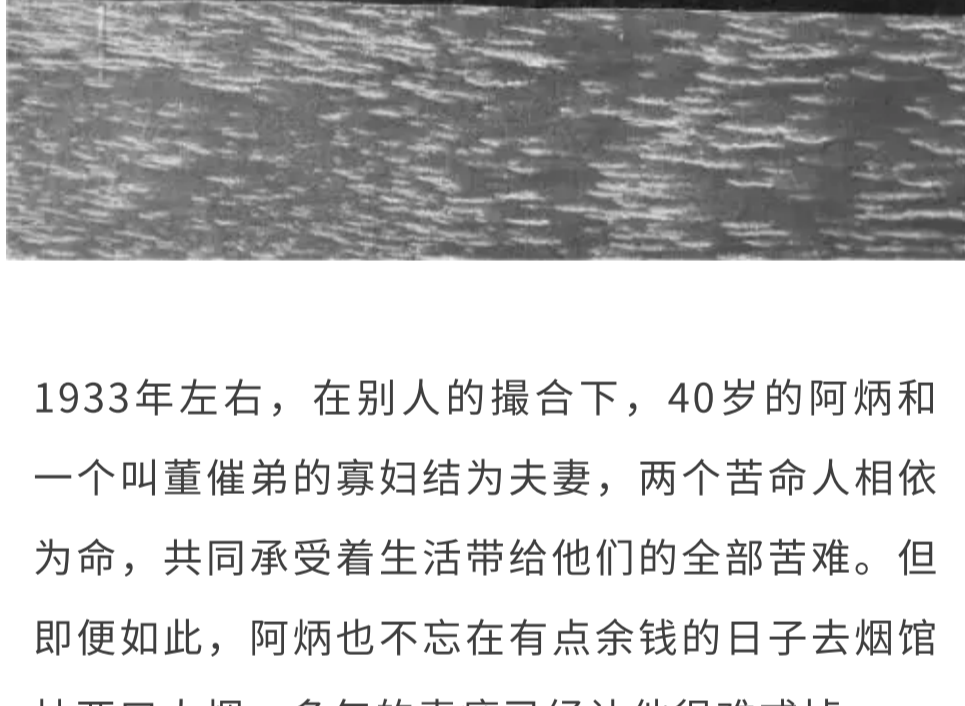 1933年左右，在别人的撮合下，40岁的阿炳和
一个叫董催弟的寡妇结为夫妻，两个苦命人相依
为命，共同承受着生活带给他们的全部苦难。但
即便如此，阿炳也不忘在有点余钱的日子去烟馆